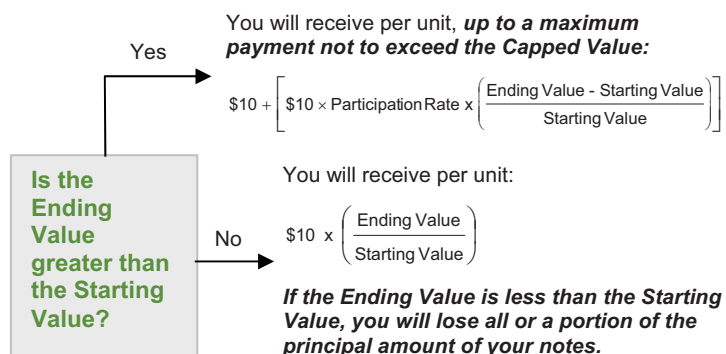 You will receive per unit, up to a maximum
payment not to exceed the Capped Value:
Yes
$10 + [ $10 × Participation Rate x ( Ending Value - Starting Value / Starting Value ) ]
Is the
Ending
Value
greater than
the Starting
Value?
No
You will receive per unit:
$10 x ( Ending Value / Starting Value )
If the Ending Value is less than the Starting
Value, you will lose all or a portion of the
principal amount of your notes.